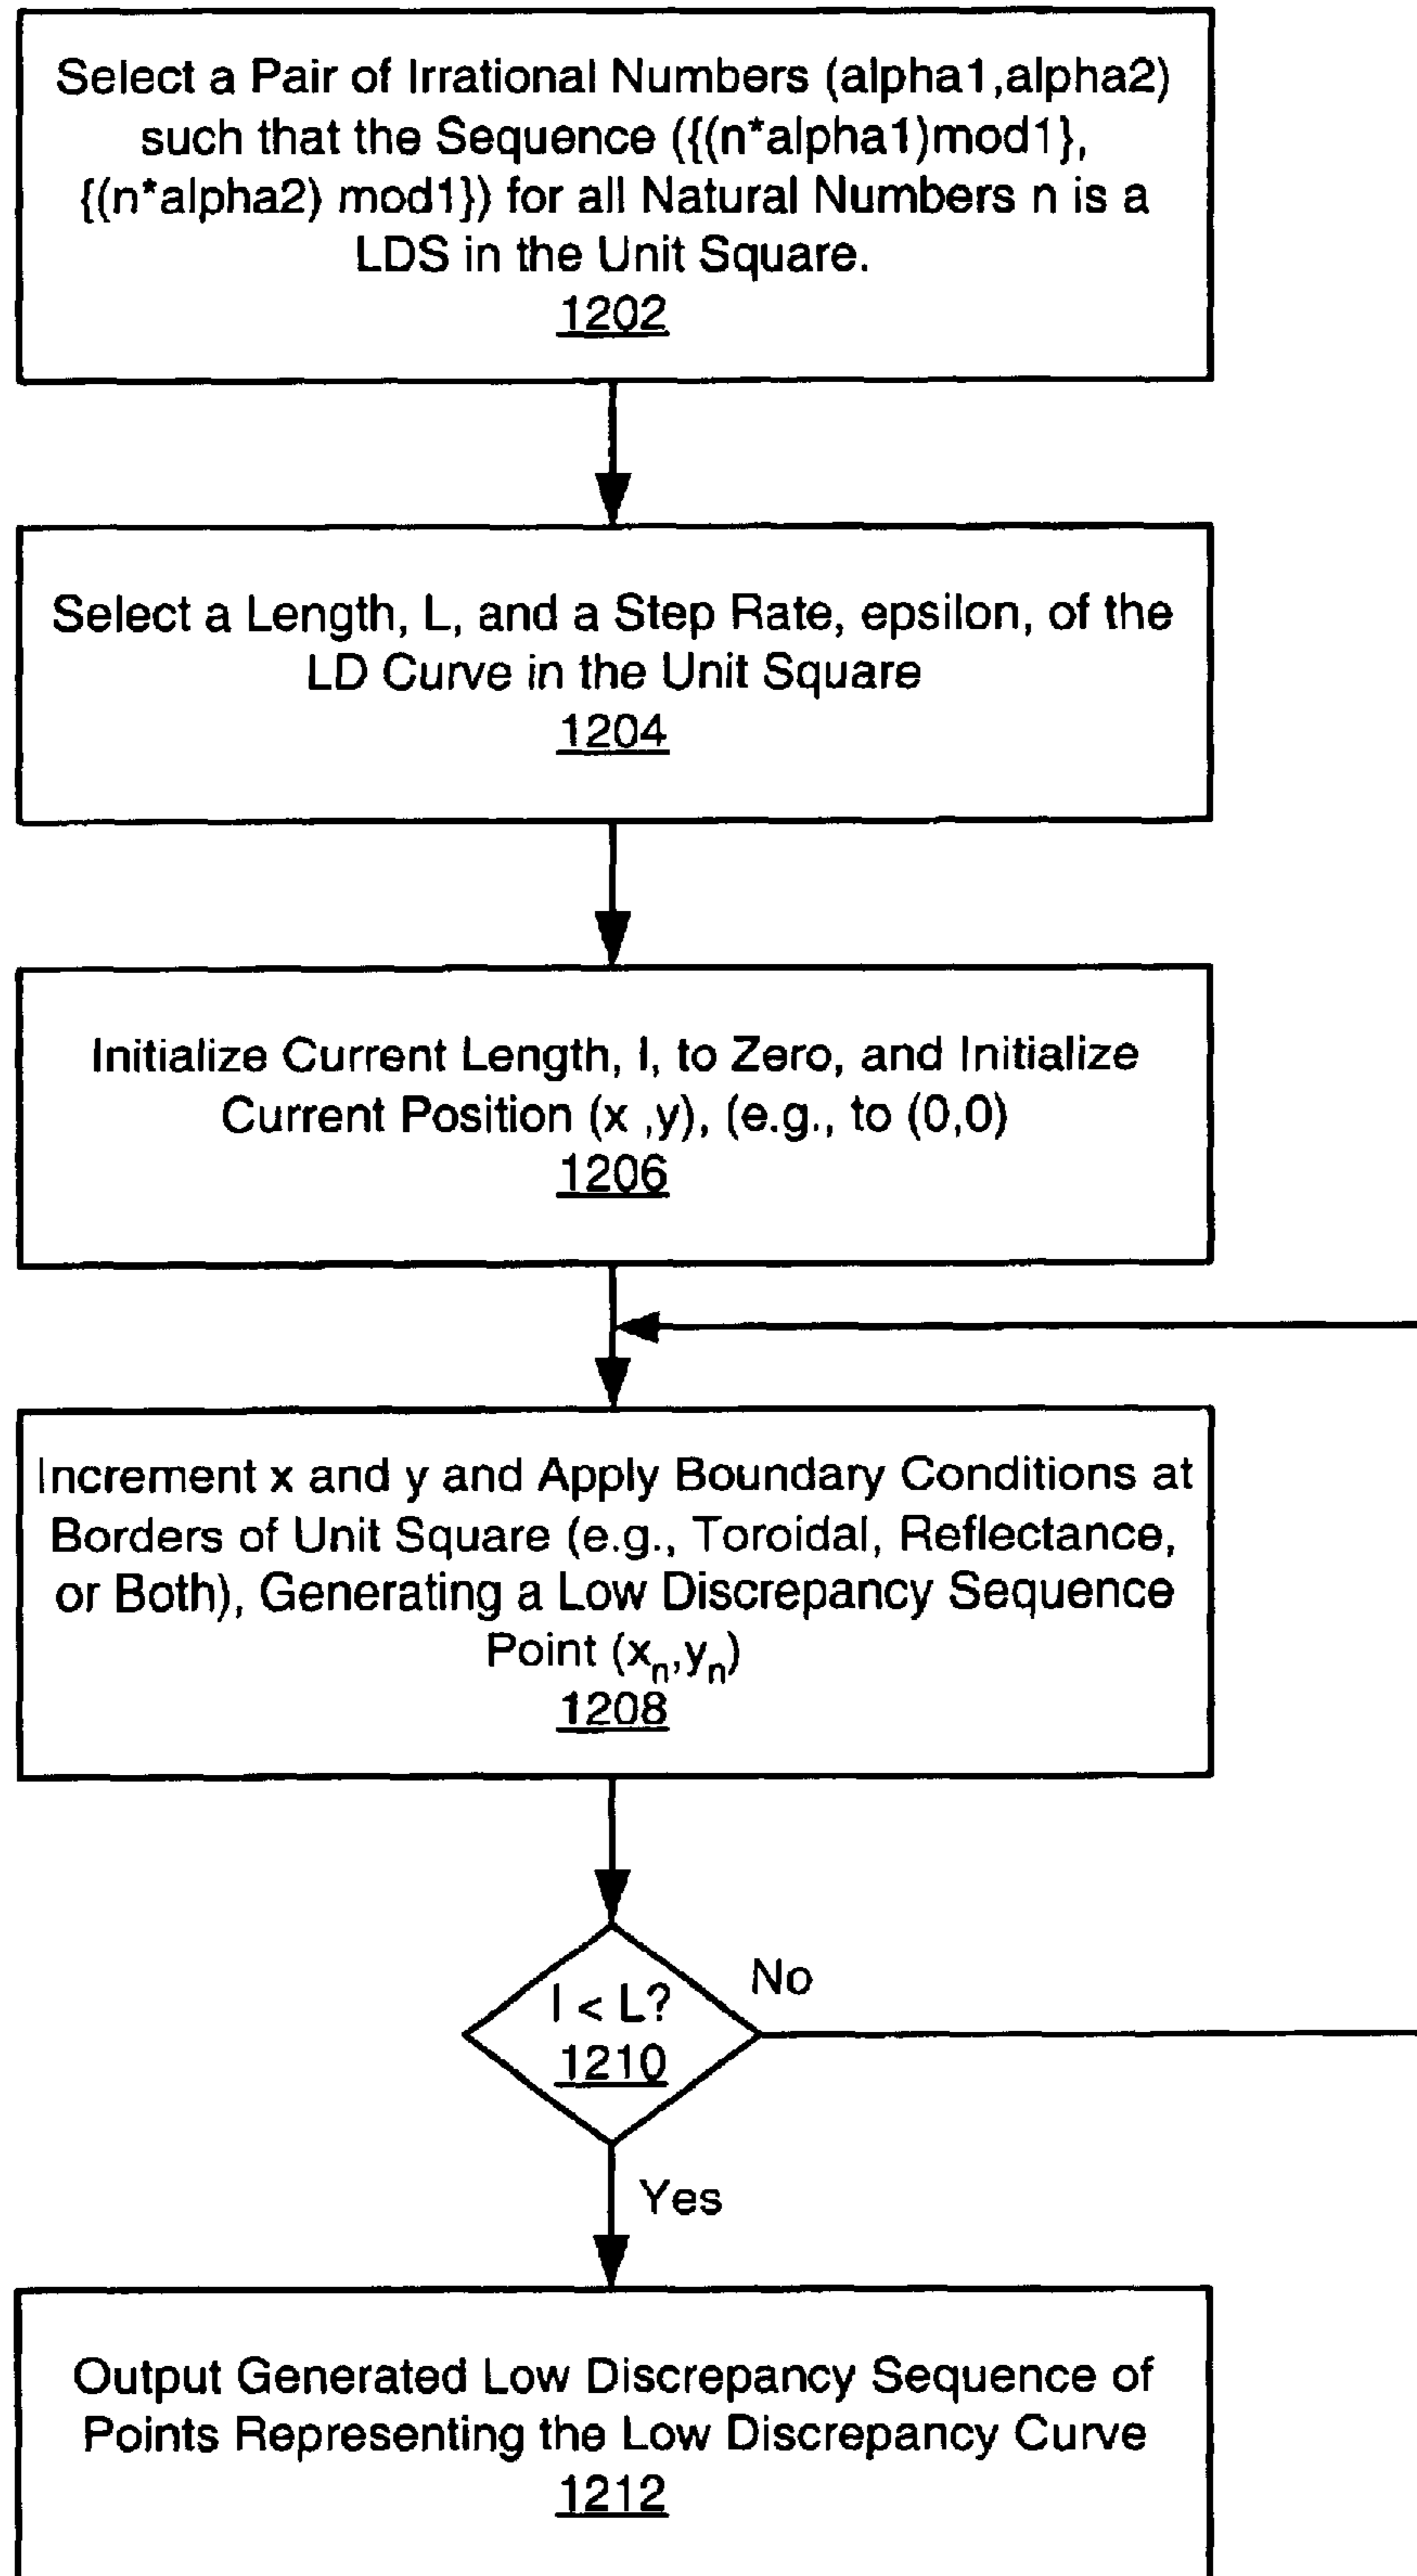 Select a Pair of Irrational Numbers (alpha1,alpha2)
such that the Sequence ({(n*alpha1)mod1},
{(n*alpha2) mod1}) for all Natural Numbers n is a
LDS in the Unit Square.
1202
Select a Length, L, and a Step Rate, epsilon, of the
LD Curve in the Unit Square
1204
Initialize Current Length, l, to Zero, and Initialize
Current Position (x ,y), (e.g., to (0,0)
1206
Increment x and y and Apply Boundary Conditions at
Borders of Unit Square (e.g., Toroidal, Reflectance,
or Both), Generating a Low Discrepancy Sequence
Point (xₙ,yₙ)
1208
l < L?
1210
No
Yes
Output Generated Low Discrepancy Sequence of
Points Representing the Low Discrepancy Curve
1212